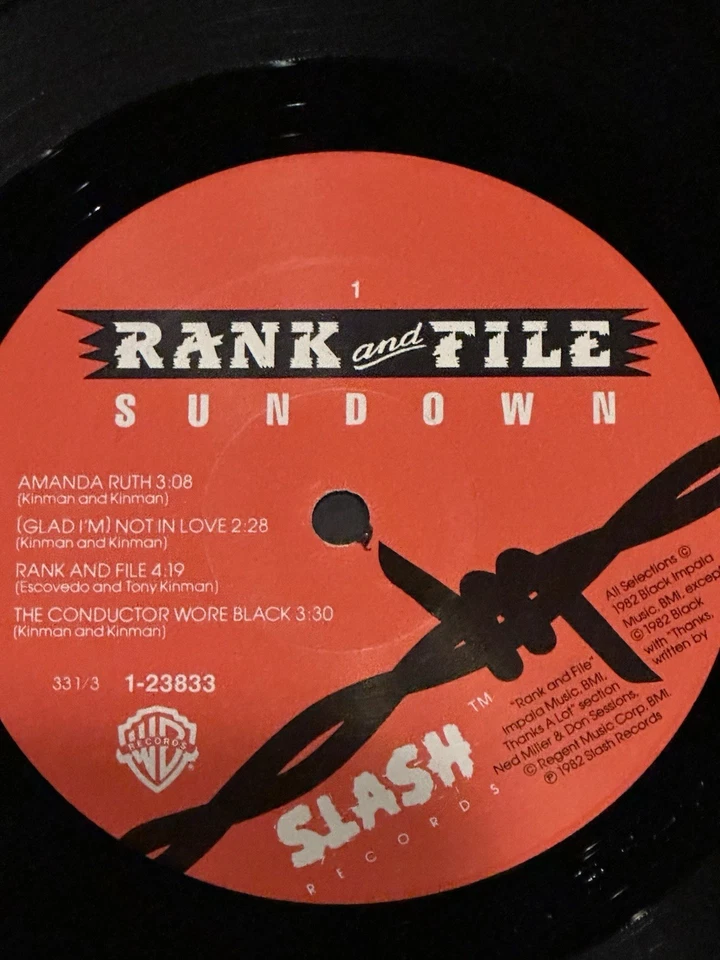 1
RANK and FILE
SUNDOWN
AMANDA RUTH 3:08
(Kinman and Kinman)
(GLAD I'M) NOT IN LOVE 2:28
(Kinman and Kinman)
RANK AND FILE 4:19
(Escovedo and Tony Kinman)
THE CONDUCTOR WORE BLACK 3:30
(Kinman and Kinman)
33 1/3 1-23833
WB
RECORDS
®
SLASH TM
RECORDS
All Selections ©
1982 Black Impala
Music, BMI, except
© 1982 Black
with "Thanks,
written by
"Rank and File"
Impala Music, BMI,
Thanks A Lot" section
Ned Miller & Don Sessions,
© Regent Music Corp, BMI.
℗ 1982 Slash Records